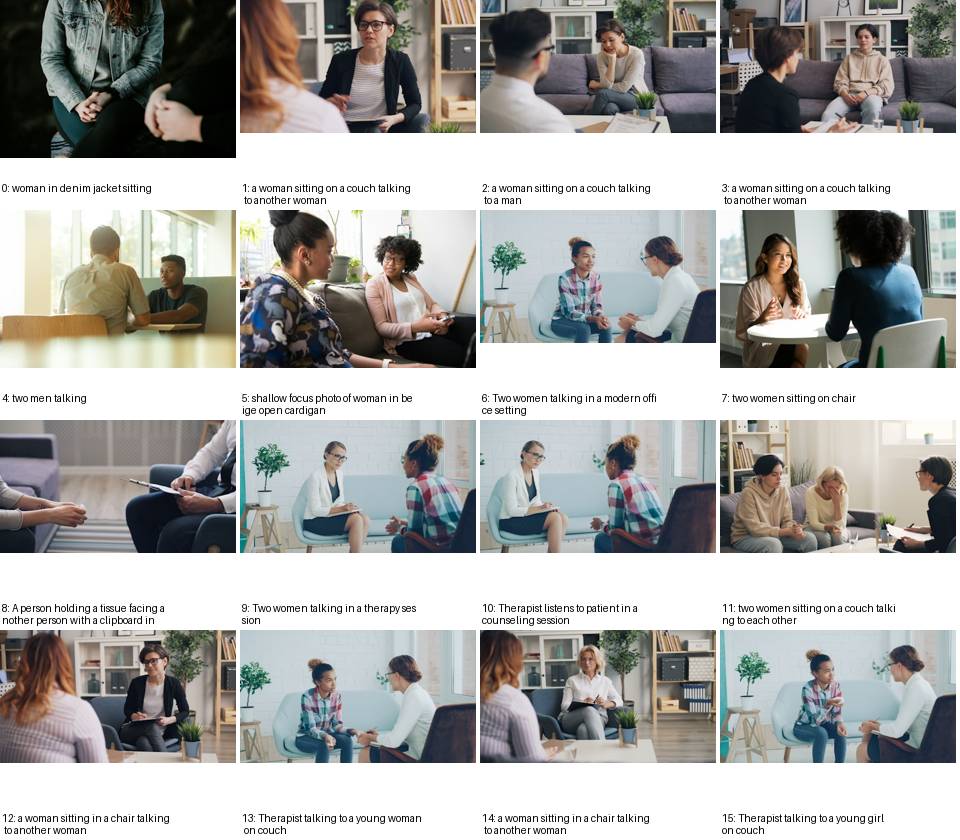 0: woman in denim jacket sitting
1: a woman sitting on a couch talking
to another woman
2: a woman sitting on a couch talking
to a man
3: a woman sitting on a couch talking
to another woman
4: two men talking
5: shallow focus photo of woman in be
ige open cardigan
6: Two women talking in a modern offi
ce setting
7: two women sitting on chair
8: A person holding a tissue facing a
nother person with a clipboard in
9: Two women talking in a therapy ses
sion
10: Therapist listens to patient in a
counseling session
11: two women sitting on a couch talki
ng to each other
12: a woman sitting in a chair talking
to another woman
13: Therapist talking to a young woman
on couch
14: a woman sitting in a chair talking
to another woman
15: Therapist talking to a young girl
on couch